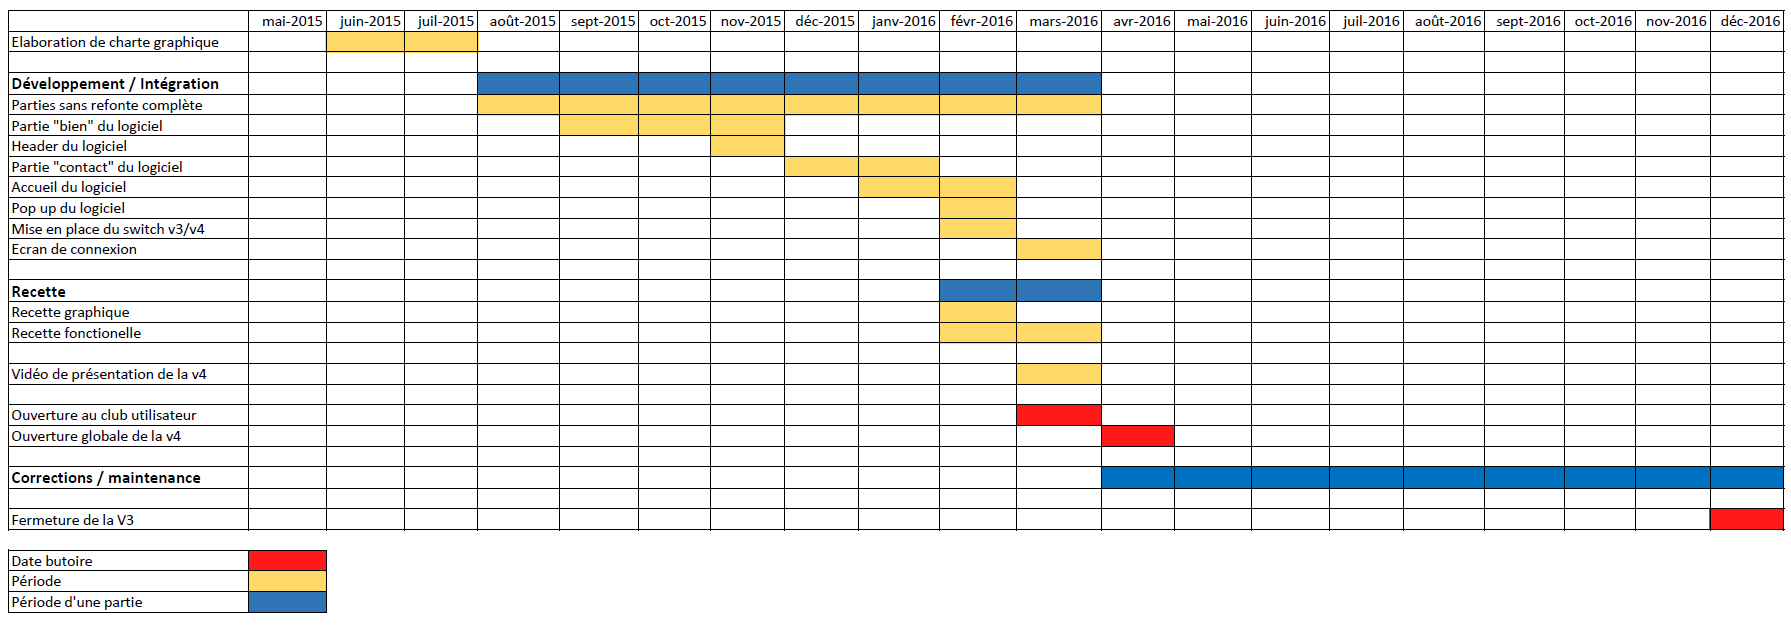 mai-2015 juin-2015 juil-2015 août-2015 sept-2015 oct-2015 nov-2015 déc-2015 janv-2016 févr-2016 mars-2016 avr-2016 mai-2016 juin-2016 juil-2016 août-2016 sept-2016 oct-2016 nov-2016 déc-2016
Elaboration de charte graphique
Développement / Intégration
Parties sans refonte complète
Partie "bien" du logiciel
Header du logiciel
Partie "contact" du logiciel
Accueil du logiciel
Pop up du logiciel
Mise en place du switch v3/v4
Ecran de connexion
Recette
Recette graphique
Recette fonctionelle
Vidéo de présentation de la v4
Ouverture au club utilisateur
Ouverture globale de la v4
Corrections / maintenance
Fermeture de la V3
Date butoire
Période
Période d'une partie